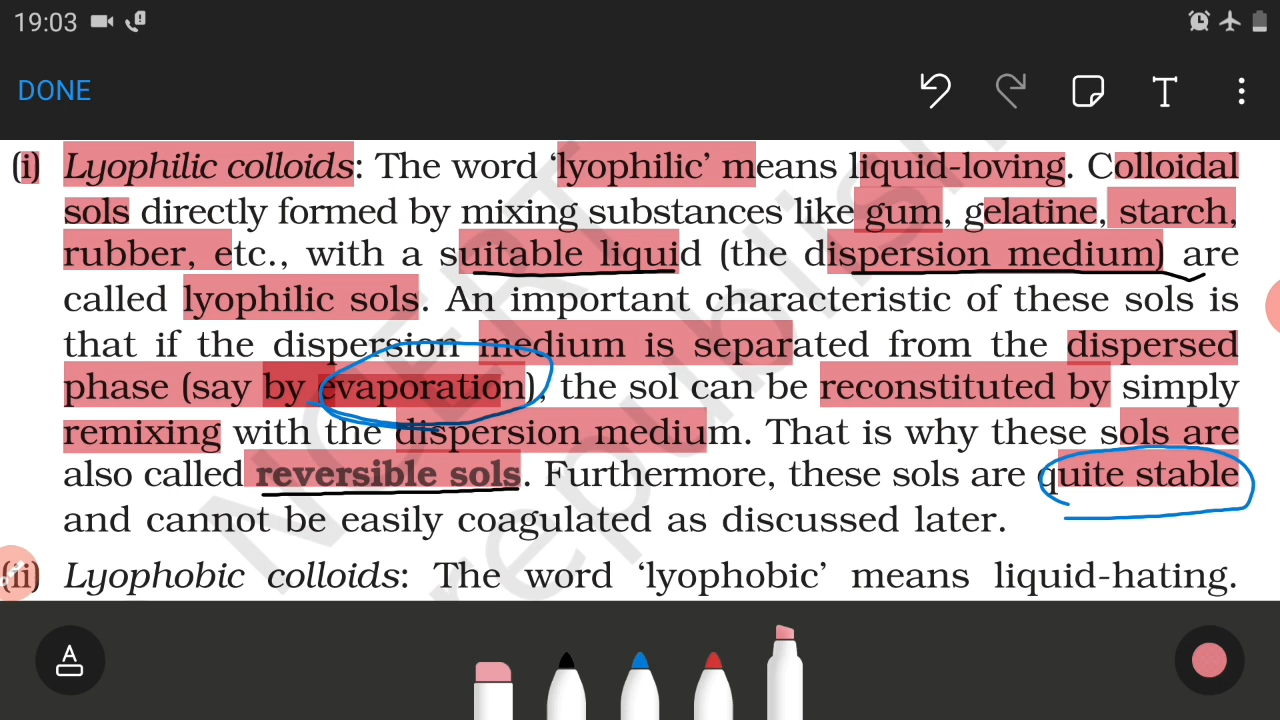 19:03
DONE
T
(i) Lyophilic colloids: The word ‘lyophilic’ means liquid-loving. Colloidal
sols directly formed by mixing substances like gum, gelatine, starch,
rubber, etc., with a suitable liquid (the dispersion medium) are
called lyophilic sols. An important characteristic of these sols is
that if the dispersion medium is separated from the dispersed
phase (say by evaporation), the sol can be reconstituted by simply
remixing with the dispersion medium. That is why these sols are
also called reversible sols. Furthermore, these sols are quite stable
and cannot be easily coagulated as discussed later.
(ii) Lyophobic colloids: The word ‘lyophobic’ means liquid-hating.
NCERT
republish
A